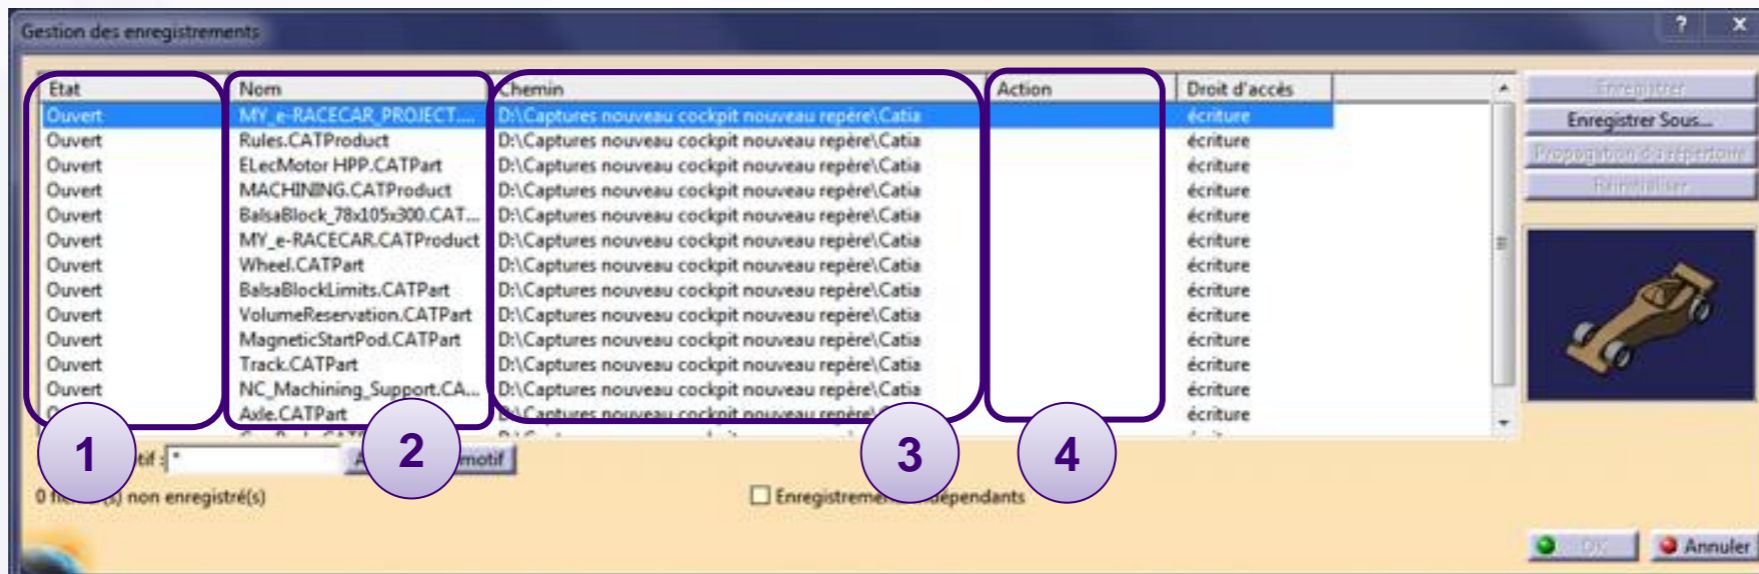 Gestion des enregistrements
? X
Etat Nom Chemin Action Droit d'accès
Ouvert MY_e-RACECAR_PROJECT.... D:\Captures nouveau cockpit nouveau repère\Catia écriture
Ouvert Rules.CATProduct D:\Captures nouveau cockpit nouveau repère\Catia écriture
Ouvert ELecMotor HPP.CATPart D:\Captures nouveau cockpit nouveau repère\Catia écriture
Ouvert MACHINING.CATProduct D:\Captures nouveau cockpit nouveau repère\Catia écriture
Ouvert BalsaBlock_78x105x300.CAT... D:\Captures nouveau cockpit nouveau repère\Catia écriture
Ouvert MY_e-RACECAR.CATProduct D:\Captures nouveau cockpit nouveau repère\Catia écriture
Ouvert Wheel.CATPart D:\Captures nouveau cockpit nouveau repère\Catia écriture
Ouvert BalsaBlockLimits.CATPart D:\Captures nouveau cockpit nouveau repère\Catia écriture
Ouvert VolumeReservation.CATPart D:\Captures nouveau cockpit nouveau repère\Catia écriture
Ouvert MagneticStartPod.CATPart D:\Captures nouveau cockpit nouveau repère\Catia écriture
Ouvert Track.CATPart D:\Captures nouveau cockpit nouveau repère\Catia écriture
Ouvert NC_Machining_Support.CA... D:\Captures nouveau cockpit nouveau repère\Catia écriture
Axle.CATPart D:\Captures nouveau cockpit nouveau repère écriture
Enregistrer
Enregistrer Sous...
Propagation du répertoire
Réinitialiser
1 2 3 4
tif : * motif
0 non enregistré(s) Enregistrement
OK Annuler